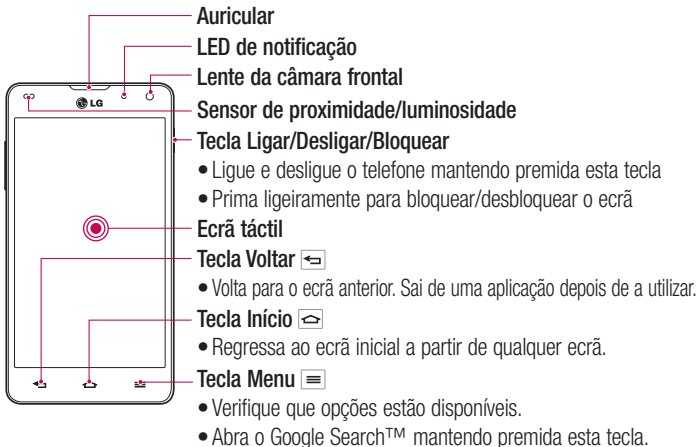 Auricular
LED de notificação
Lente da câmara frontal
LG
Sensor de proximidade/luminosidade
Tecla Ligar/Desligar/Bloquear
• Ligue e desligue o telefone mantendo premida esta tecla
• Prima ligeiramente para bloquear/desbloquear o ecrã
Ecrã táctil
Tecla Voltar
• Volta para o ecrã anterior. Sai de uma aplicação depois de a utilizar.
Tecla Início
• Regressa ao ecrã inicial a partir de qualquer ecrã.
Tecla Menu
• Verifique que opções estão disponíveis.
• Abra o Google Search™ mantendo premida esta tecla.